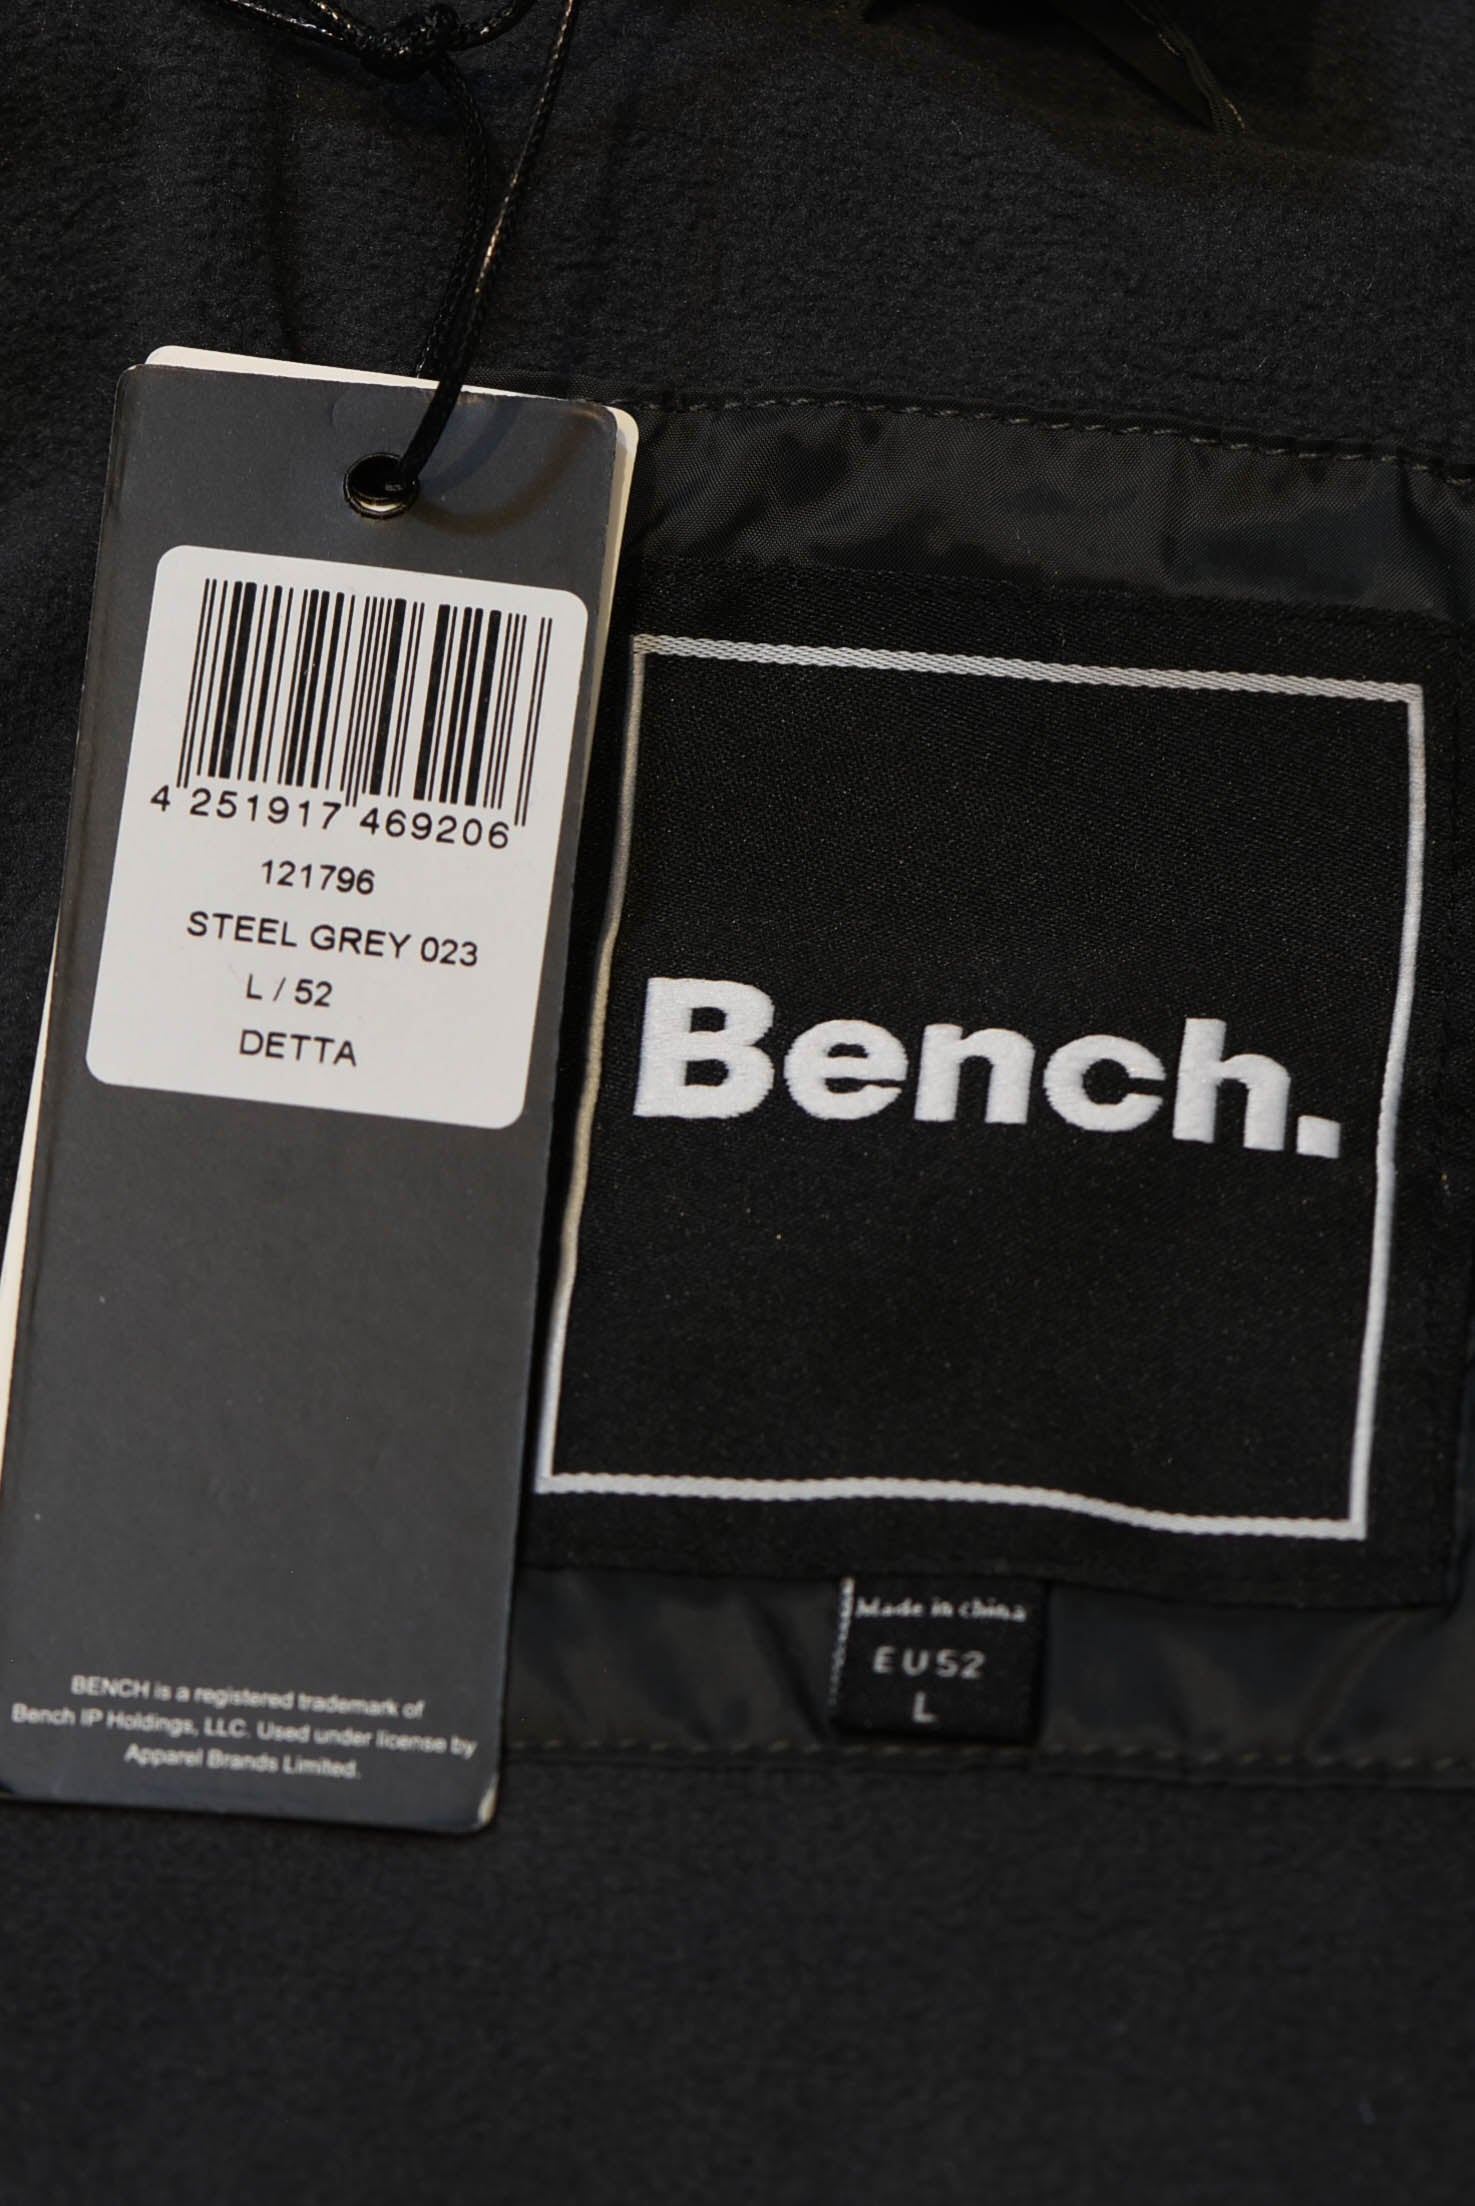 4 251917 469206
121796
STEEL GREY 023
L / 52
DETTA
BENCH is a registered trademark of
Bench IP Holdings, LLC. Used under license by
Apparel Brands Limited.
Bench.
Made in China
EU52
L